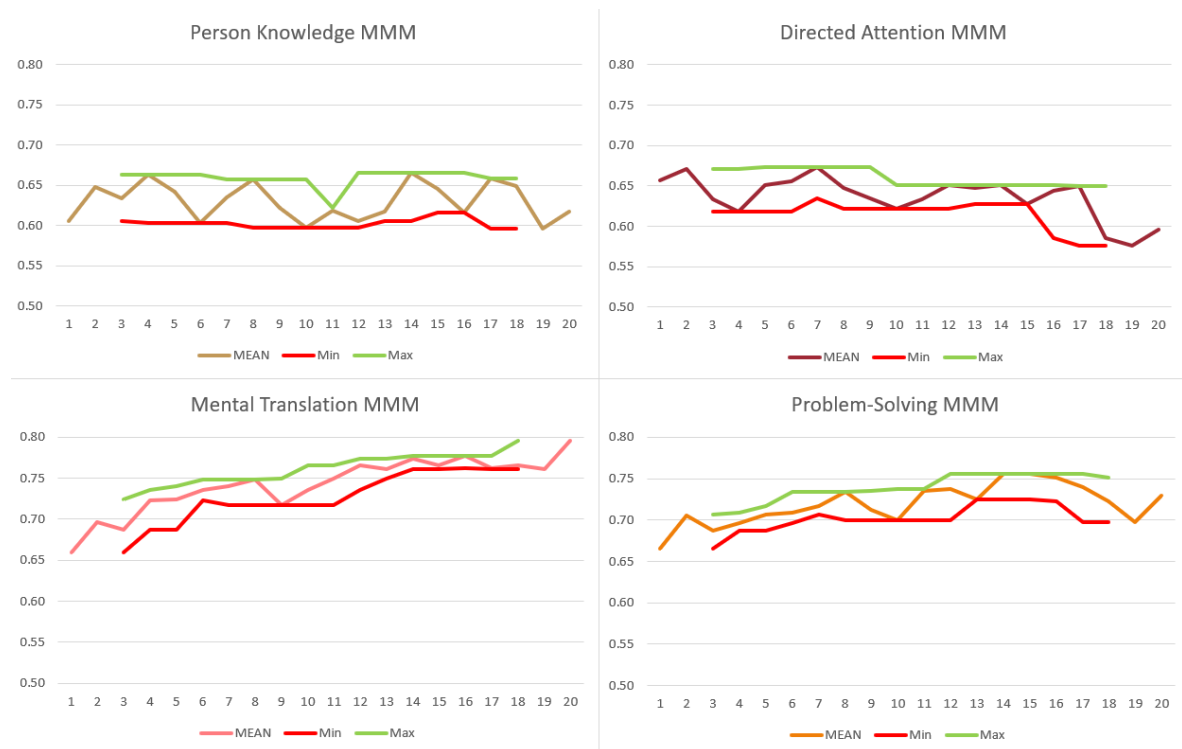 Person Knowledge MMM
0.80
0.75
0.70
0.65
0.60
0.55
0.50
1 2 3 4 5 6 7 8 9 10 11 12 13 14 15 16 17 18 19 20
MEAN Min Max
Directed Attention MMM
0.80
0.75
0.70
0.65
0.60
0.55
0.50
1 2 3 4 5 6 7 8 9 10 11 12 13 14 15 16 17 18 19 20
MEAN Min Max
Mental Translation MMM
0.80
0.75
0.70
0.65
0.60
0.55
0.50
1 2 3 4 5 6 7 8 9 10 11 12 13 14 15 16 17 18 19 20
MEAN Min Max
Problem-Solving MMM
0.80
0.75
0.70
0.65
0.60
0.55
0.50
1 2 3 4 5 6 7 8 9 10 11 12 13 14 15 16 17 18 19 20
MEAN Min Max